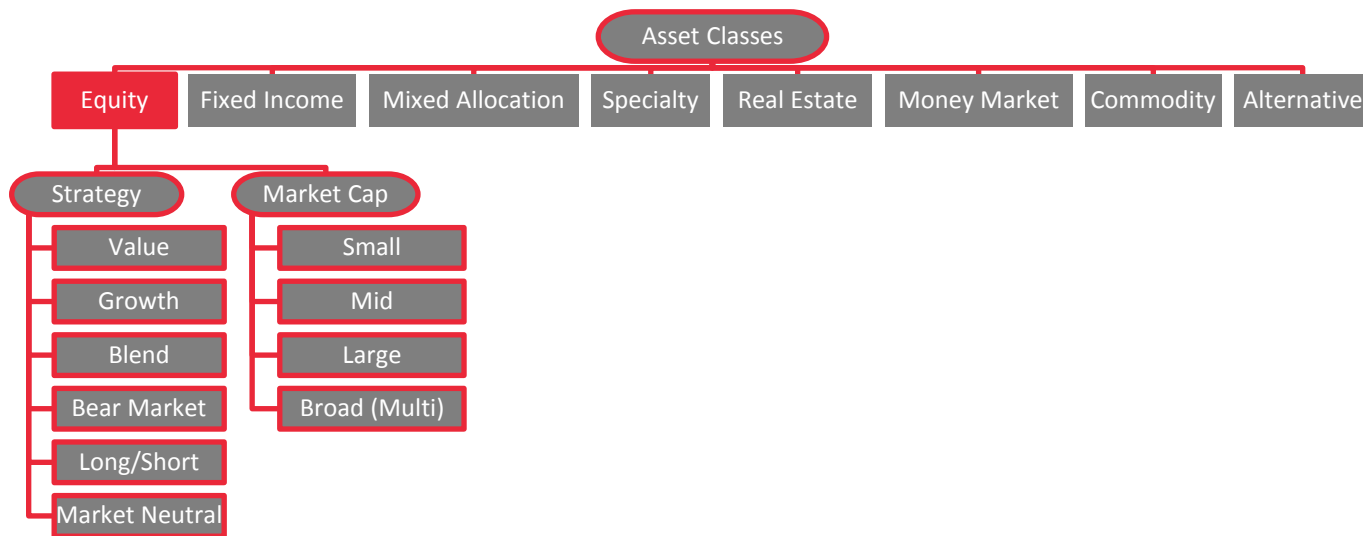 Asset Classes
Equity
Fixed Income
Mixed Allocation
Specialty
Real Estate
Money Market
Commodity
Alternative
Strategy
Value
Growth
Blend
Bear Market
Long/Short
Market Neutral
Market Cap
Small
Mid
Large
Broad (Multi)